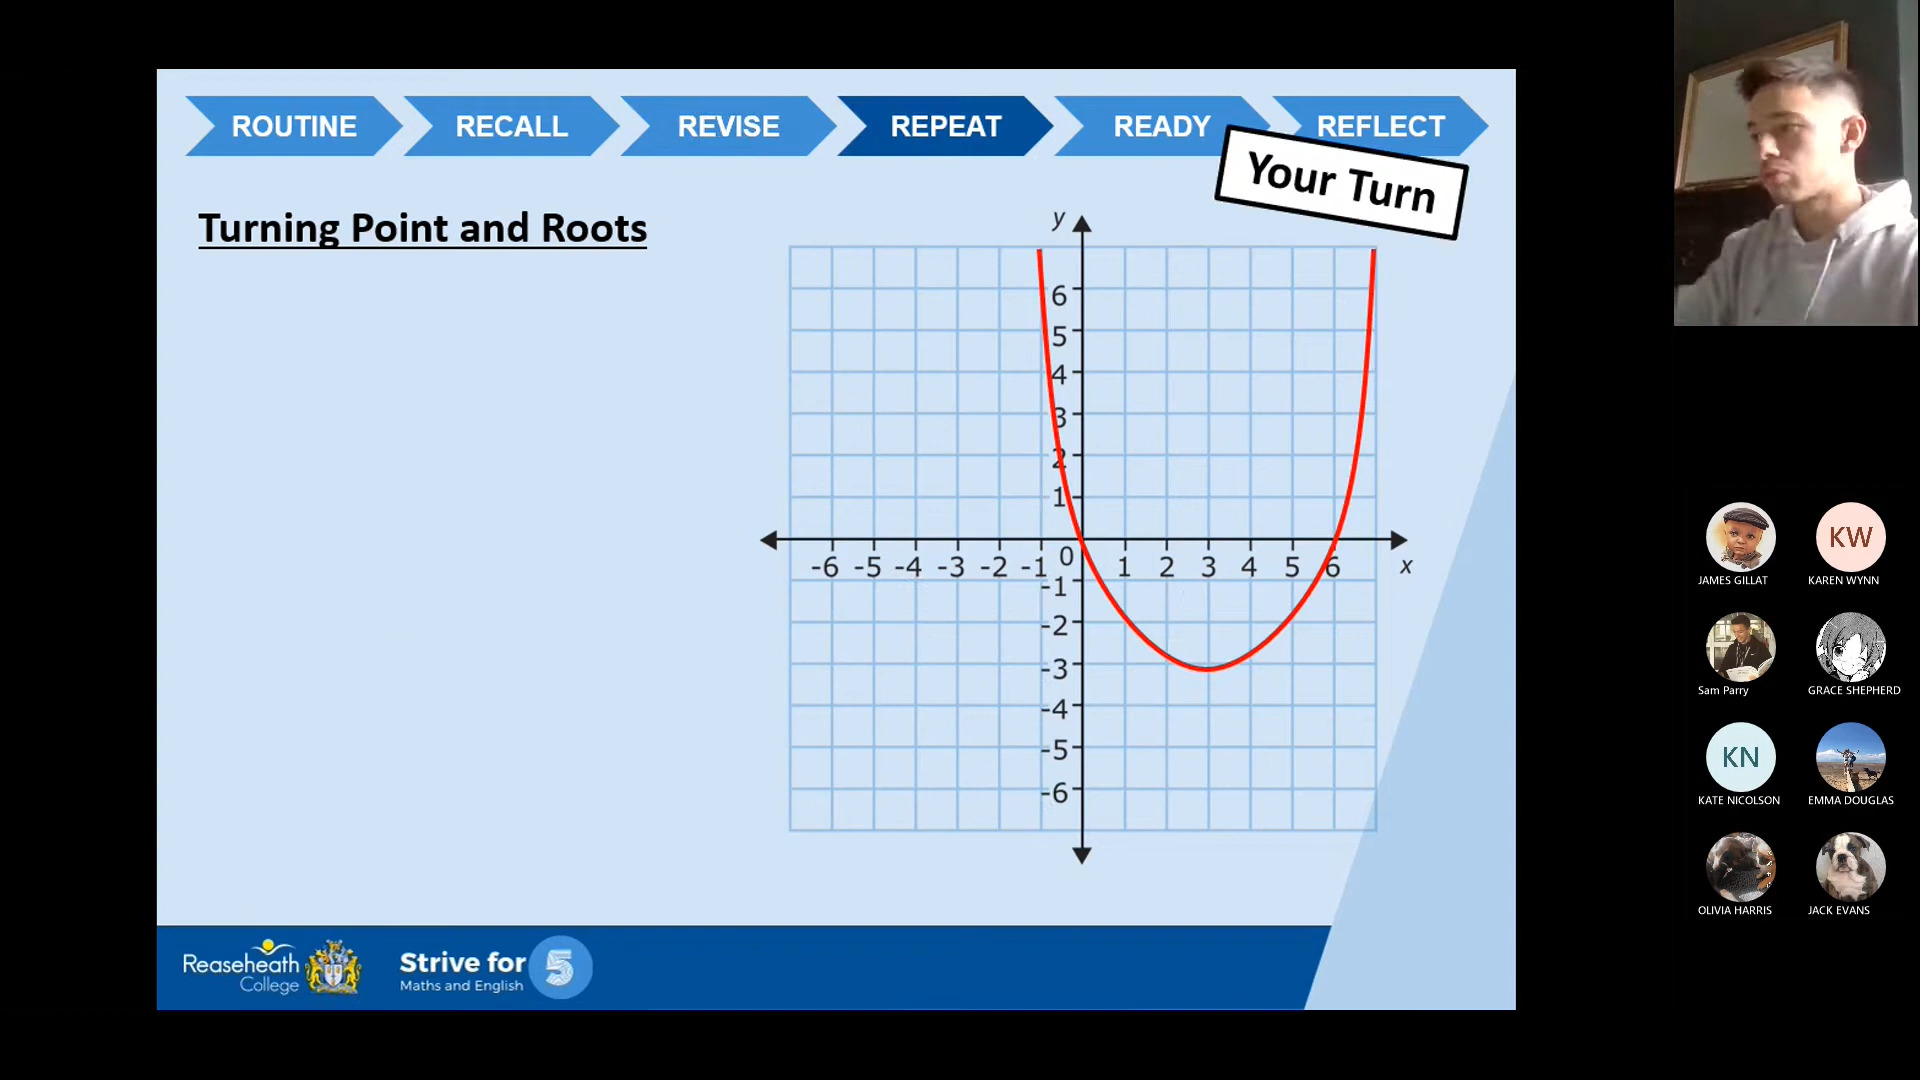 ROUTINE RECALL REVISE REPEAT READY REFLECT
Your Turn
Turning Point and Roots
y
6
5
4
3
2
1
-6 -5 -4 -3 -2 -1 0 1 2 3 4 5 6 x
-1
-2
-3
-4
-5
-6
Reaseheath
College
Strive for 5
Maths and English
JAMES GILLAT
KW
KAREN WYNN
Sam Parry
GRACE SHEPHERD
KN
KATE NICOLSON
EMMA DOUGLAS
OLIVIA HARRIS
JACK EVANS